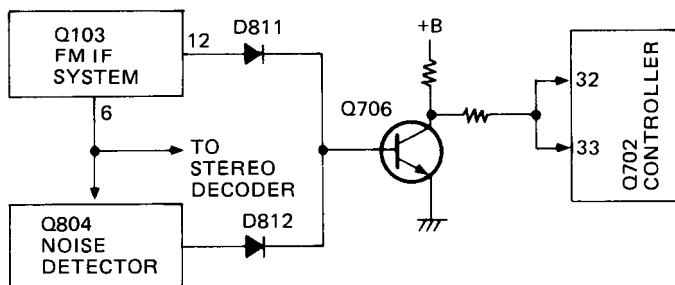 Q103
FM IF
SYSTEM
12
D811
6
TO
STEREO
DECODER
Q804
NOISE
DETECTOR
D812
Q706
+B
32
33
Q702
CONTROLLER